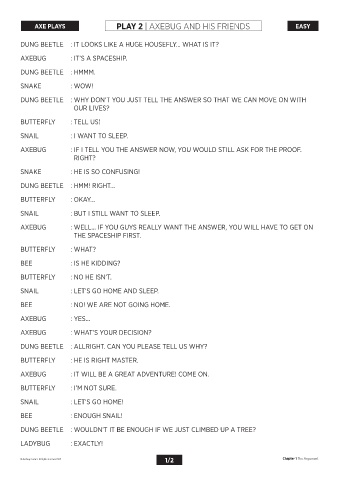 AXE PLAYS
PLAY 2 | AXEBUG AND HIS FRIENDS
EASY
DUNG BEETLE : IT LOOKS LIKE A HUGE HOUSEFLY... WHAT IS IT?
AXEBUG : IT'S A SPACESHIP.
DUNG BEETLE : HMMM.
SNAKE : WOW!
DUNG BEETLE : WHY DON'T YOU JUST TELL THE ANSWER SO THAT WE CAN MOVE ON WITH
OUR LIVES?
BUTTERFLY : TELL US!
SNAIL : I WANT TO SLEEP.
AXEBUG : IF I TELL YOU THE ANSWER NOW, YOU WOULD STILL ASK FOR THE PROOF.
RIGHT?
SNAKE : HE IS SO CONFUSING!
DUNG BEETLE : HMM! RIGHT...
BUTTERFLY : OKAY...
SNAIL : BUT I STILL WANT TO SLEEP.
AXEBUG : WELL... IF YOU GUYS REALLY WANT THE ANSWER, YOU WILL HAVE TO GET ON
THE SPACESHIP FIRST.
BUTTERFLY : WHAT?
BEE : IS HE KIDDING?
BUTTERFLY : NO HE ISN'T.
SNAIL : LET'S GO HOME AND SLEEP.
BEE : NO! WE ARE NOT GOING HOME.
AXEBUG : YES...
AXEBUG : WHAT'S YOUR DECISION?
DUNG BEETLE : ALLRIGHT. CAN YOU PLEASE TELL US WHY?
BUTTERFLY : HE IS RIGHT MASTER.
AXEBUG : IT WILL BE A GREAT ADVENTURE! COME ON.
BUTTERFLY : I'M NOT SURE.
SNAIL : LET'S GO HOME!
BEE : ENOUGH SNAIL!
DUNG BEETLE : WOULDN'T IT BE ENOUGH IF WE JUST CLIMBED UP A TREE?
LADYBUG : EXACTLY!
1/2
Chapter 1